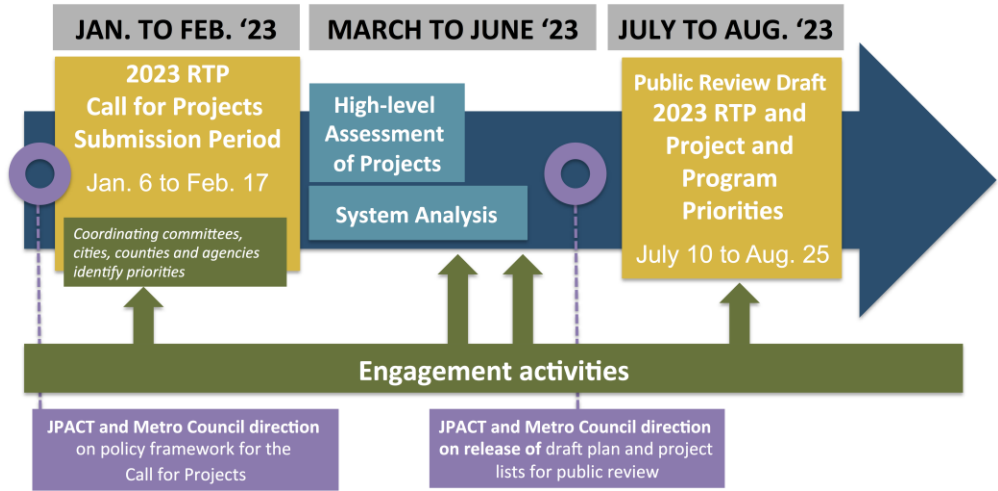 JAN. TO FEB. ‘23
MARCH TO JUNE ‘23
JULY TO AUG. ‘23
2023 RTP
Call for Projects
Submission Period
Jan. 6 to Feb. 17
Coordinating committees,
cities, counties and agencies
identify priorities
High-level
Assessment
of Projects
System Analysis
Public Review Draft
2023 RTP and
Project and
Program
Priorities
July 10 to Aug. 25
Engagement activities
JPACT and Metro Council direction
on policy framework for the
Call for Projects
JPACT and Metro Council direction
on release of draft plan and project
lists for public review